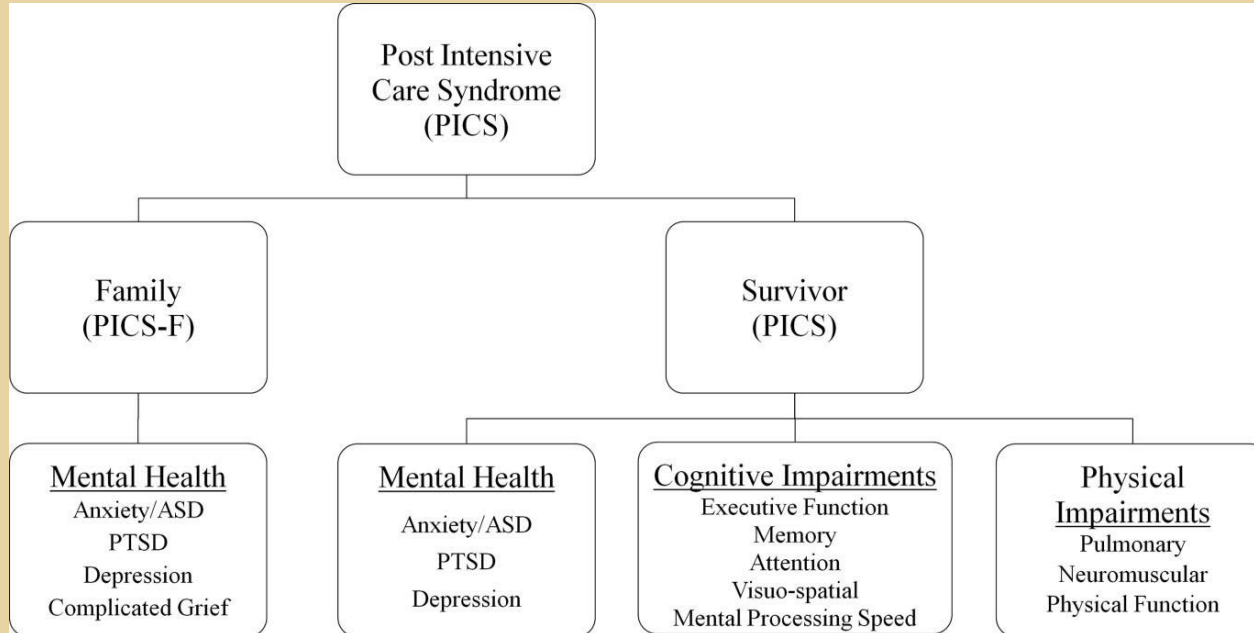 Post Intensive
Care Syndrome
(PICS)
Family
(PICS-F)
Survivor
(PICS)
Mental Health
Anxiety/ASD
PTSD
Depression
Complicated Grief
Mental Health
Anxiety/ASD
PTSD
Depression
Cognitive Impairments
Executive Function
Memory
Attention
Visuo-spatial
Mental Processing Speed
Physical
Impairments
Pulmonary
Neuromuscular
Physical Function